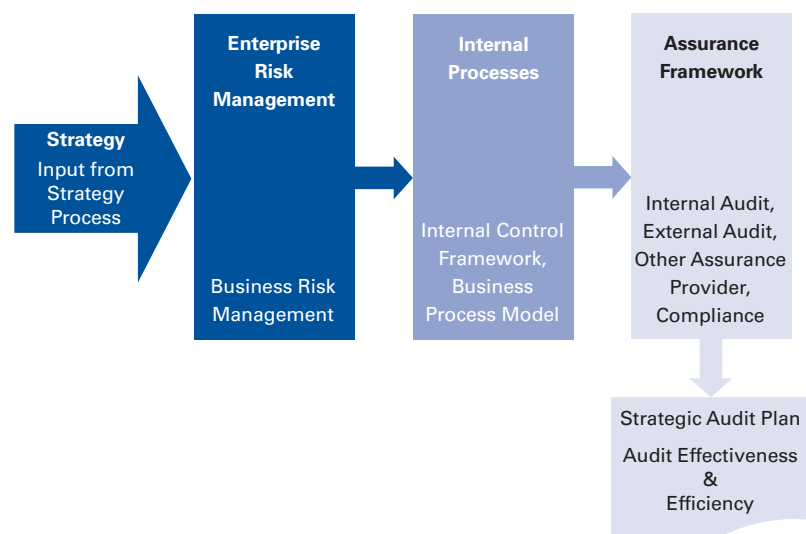 Strategy
Input from
Strategy
Process
Enterprise
Risk
Management
Business Risk
Management
Internal
Processes
Internal Control
Framework,
Business
Process Model
Assurance
Framework
Internal Audit,
External Audit,
Other Assurance
Provider,
Compliance
Strategic Audit Plan
Audit Effectiveness
&
Efficiency